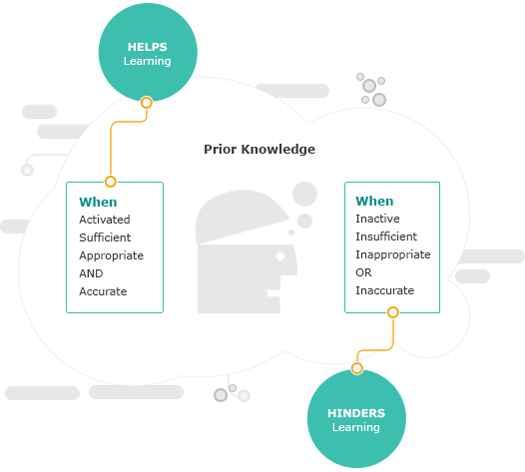 HELPS
Learning
Prior Knowledge
When
Activated
Sufficient
Appropriate
AND
Accurate
When
Inactive
Insufficient
Inappropriate
OR
Inaccurate
HINDERS
Learning